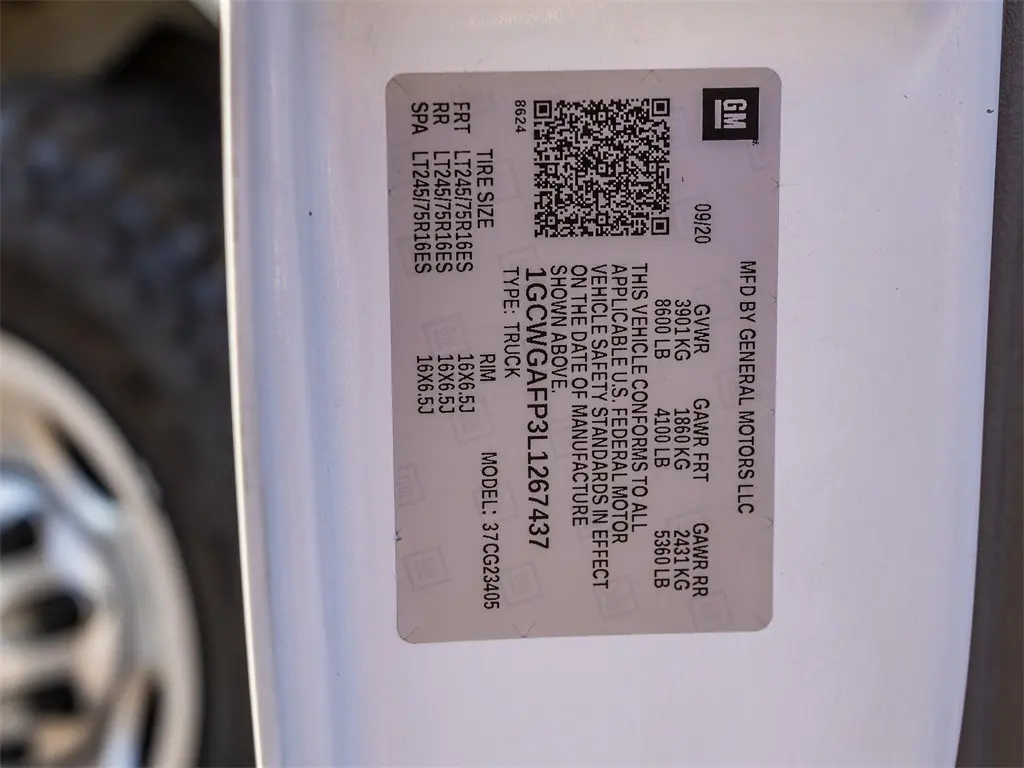 GM
MFD BY GENERAL MOTORS LLC
09/20
GVWR GAWR FRT GAWR RR
3901 KG 1860 KG 2431 KG
8600 LB 4100 LB 5360 LB
THIS VEHICLE CONFORMS TO ALL
APPLICABLE U.S. FEDERAL MOTOR
VEHICLE SAFETY STANDARDS IN EFFECT
ON THE DATE OF MANUFACTURE
SHOWN ABOVE.
1GCWGAFP3L1267437
8624
TYPE: TRUCK
MODEL: 37CG23405
TIRE SIZE RIM
FRT LT245/75R16ES 16X6.5J
RR LT245/75R16ES 16X6.5J
SPA LT245/75R16ES 16X6.5J